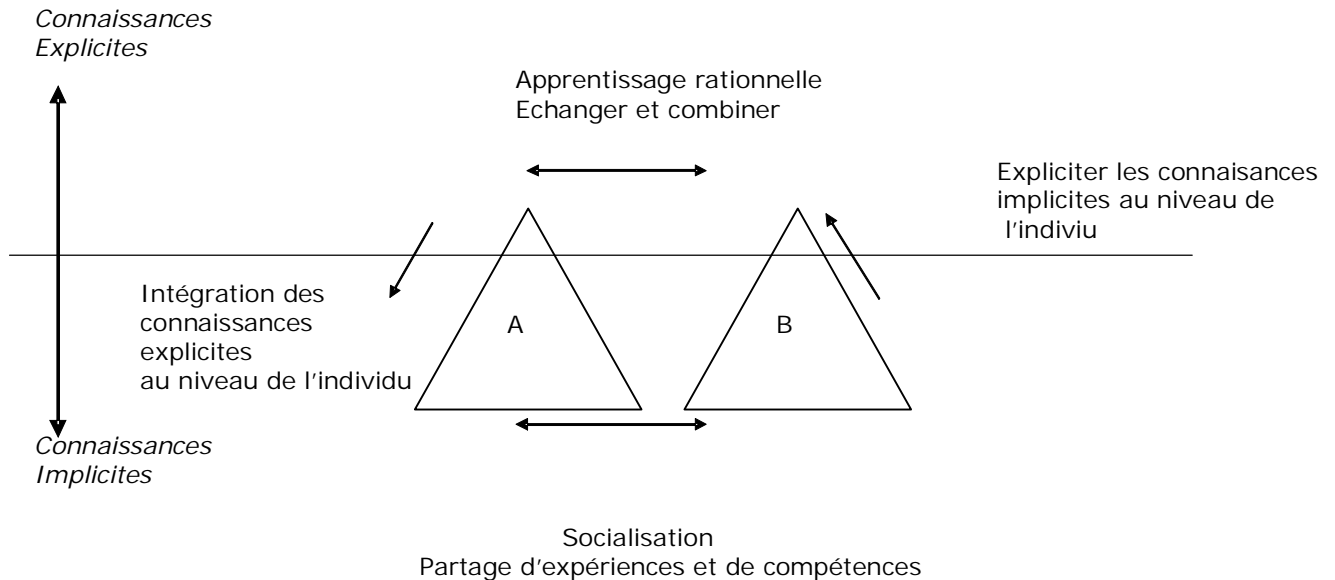 Connaissances
Explicites
Apprentissage rationnelle
Echanger et combiner
Expliciter les connaisances
implicites au niveau de
l'indiviu
Intégration des
connaissances
explicites
au niveau de l'individu
A
B
Connaissances
Implicites
Socialisation
Partage d'expériences et de compétences